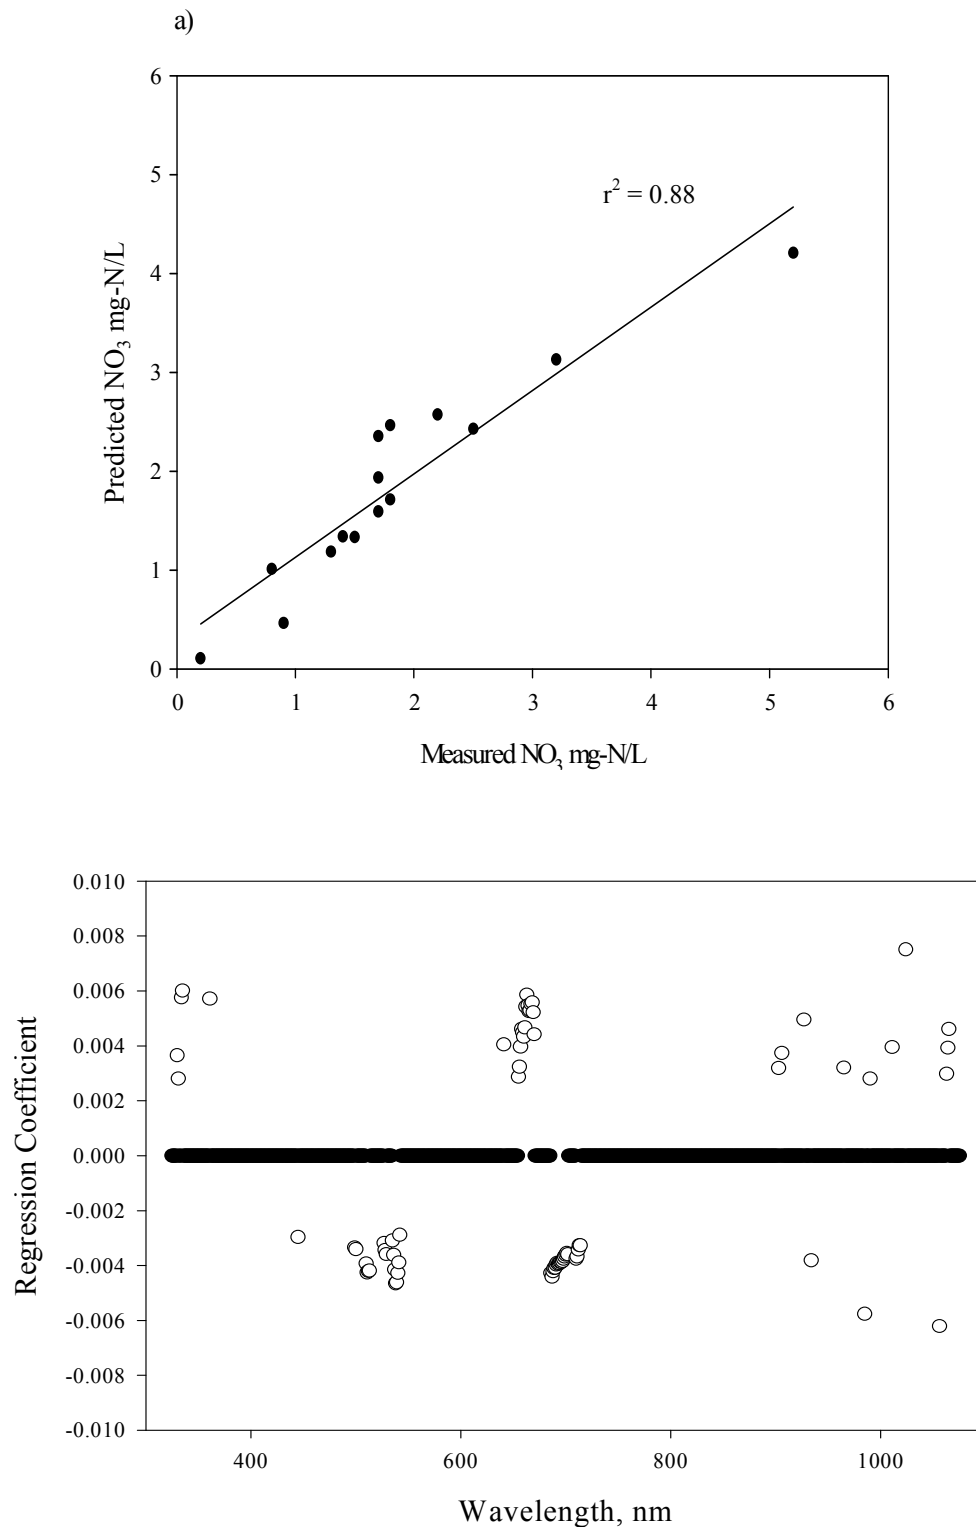 a)
6
5
r² = 0.88
4
3
2
1
0
Predicted NO₃ mg-N/L
0 1 2 3 4 5 6
Measured NO₃ mg-N/L
0.010
0.008
0.006
0.004
0.002
0.000
-0.002
-0.004
-0.006
-0.008
-0.010
Regression Coefficient
400 600 800 1000
Wavelength, nm